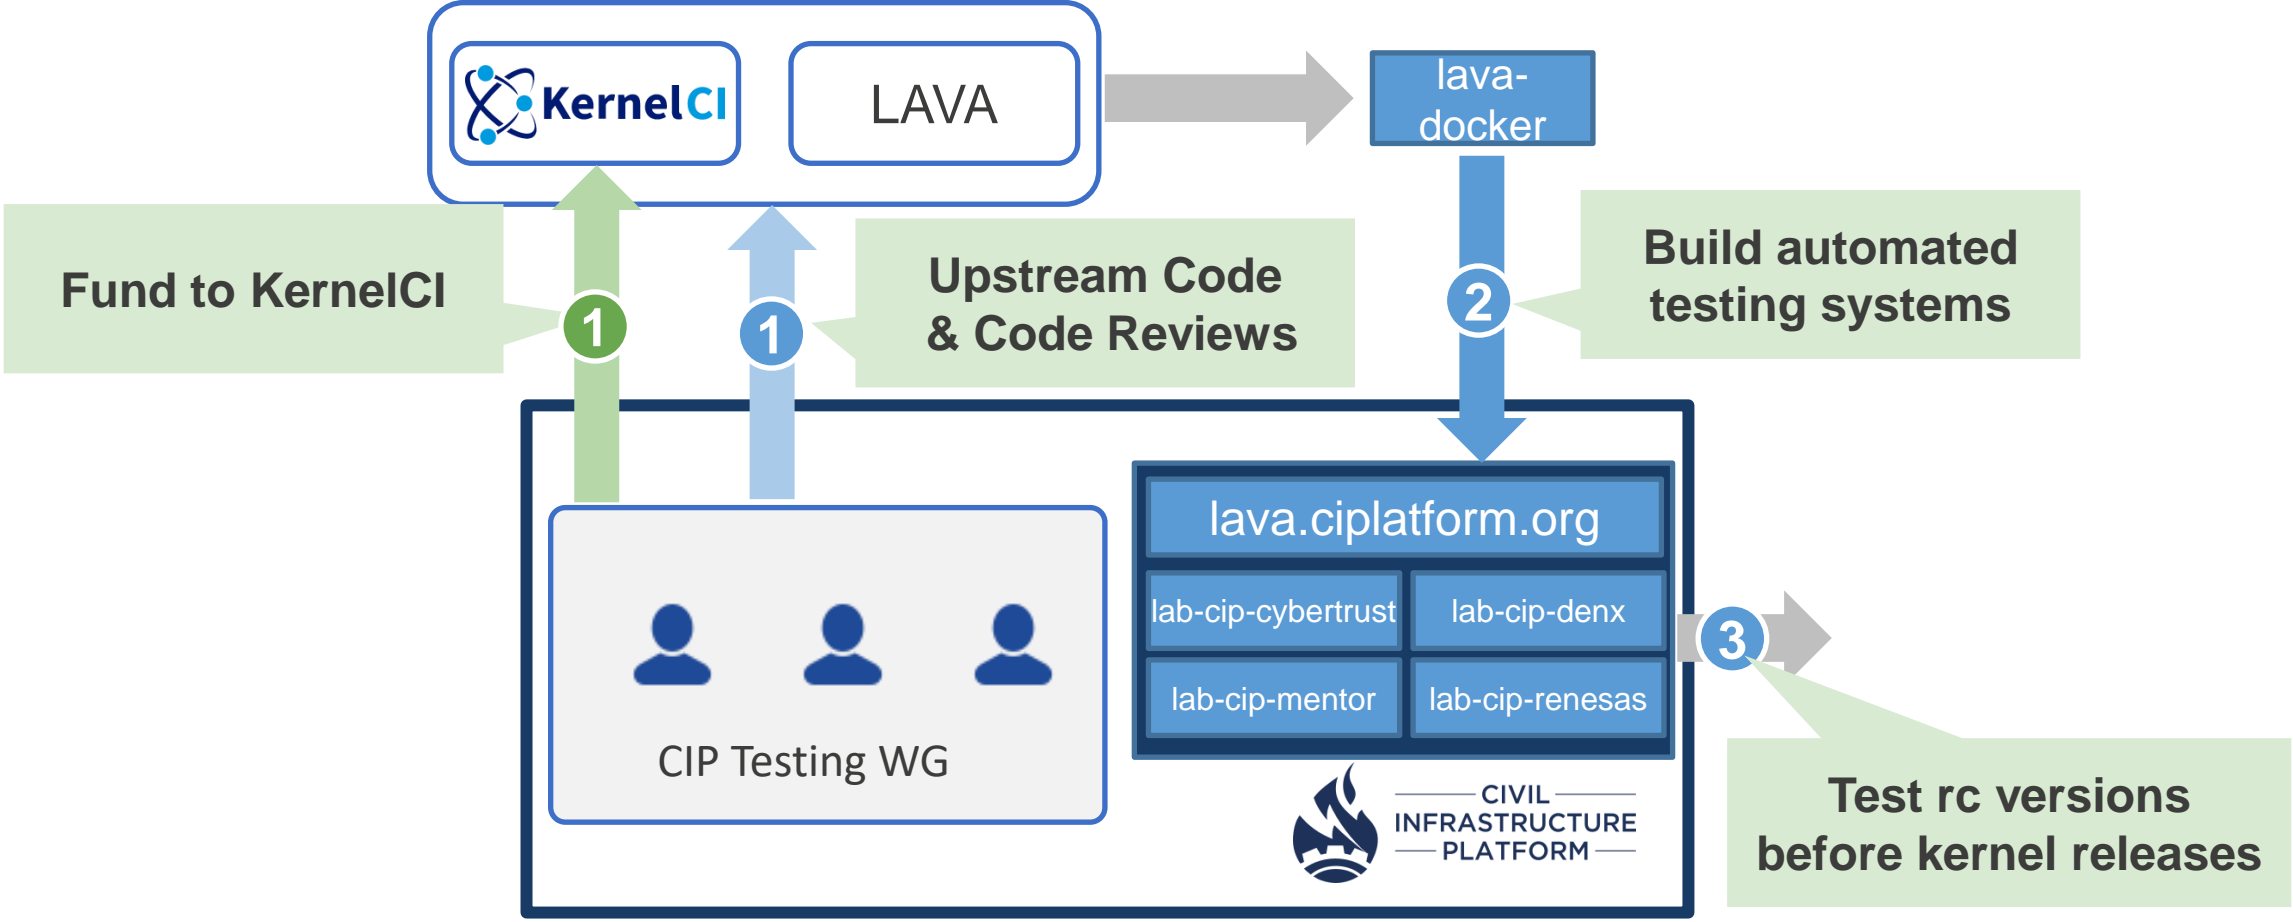 KernelCI
LAVA
lava-
docker
Fund to KernelCI
1
1
Upstream Code
& Code Reviews
2
Build automated
testing systems
lava.ciplatform.org
lab-cip-cybertrust
lab-cip-denx
lab-cip-mentor
lab-cip-renesas
3
CIP Testing WG
CIVIL
INFRASTRUCTURE
PLATFORM
Test rc versions
before kernel releases